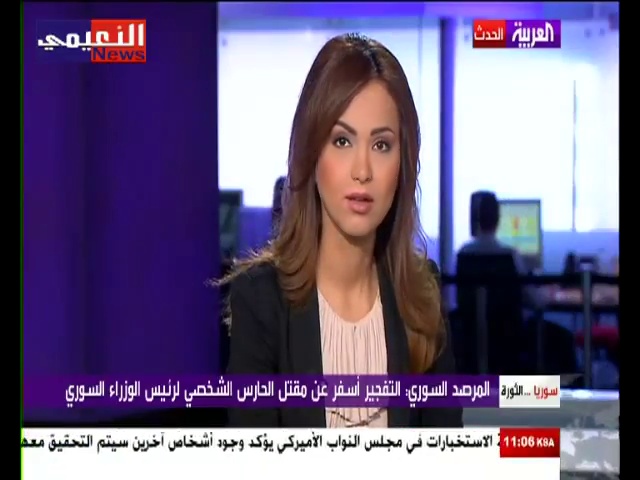 النعيمي
News
العربية
الحدث
سوريا ... الثورة
المرصد السوري: التفجير أسفر عن مقتل الحارس الشخصي لرئيس الوزراء السوري
11:06 KSA
ة الاستخبارات في مجلس النواب الأميركي يؤكد وجود أشخاص آخرين سيتم التحقيق معه